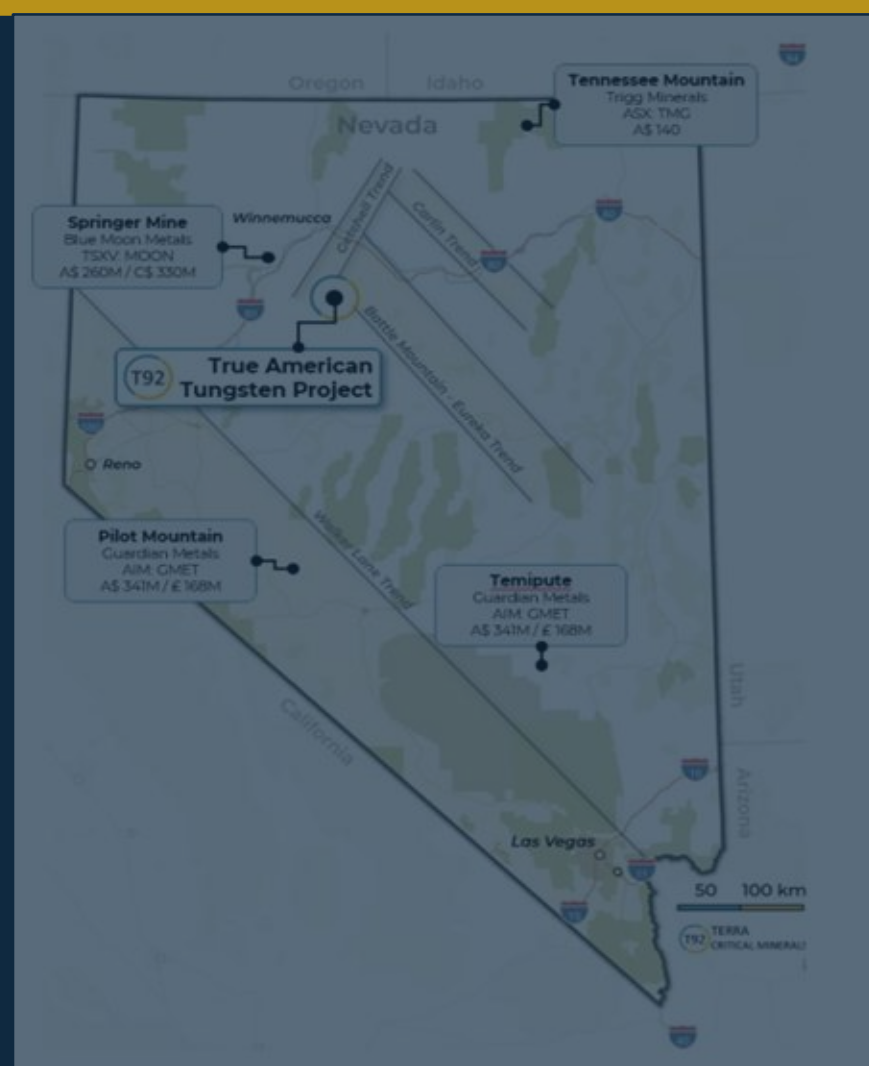 Oregon
Idaho
Nevada
Tennessee Mountain
Trigg Minerals
ASX: TMG
A$ 140
Springer Mine
Blue Moon Metals
TSXV: MOON
A$ 260M / C$ 330M
Winnemucca
Getchell Trend
Carlin Trend
Battle Mountain - Eureka Trend
T92
True American
Tungsten Project
Reno
Walker Lane Trend
Pilot Mountain
Guardian Metals
AIM: GMET
A$ 341M / £ 168M
Temipute
Guardian Metals
AIM: GMET
A$ 341M / £ 168M
California
Utah
Arizona
Las Vegas
50 100 km
T92
TERRA
CRITICAL MINERALS